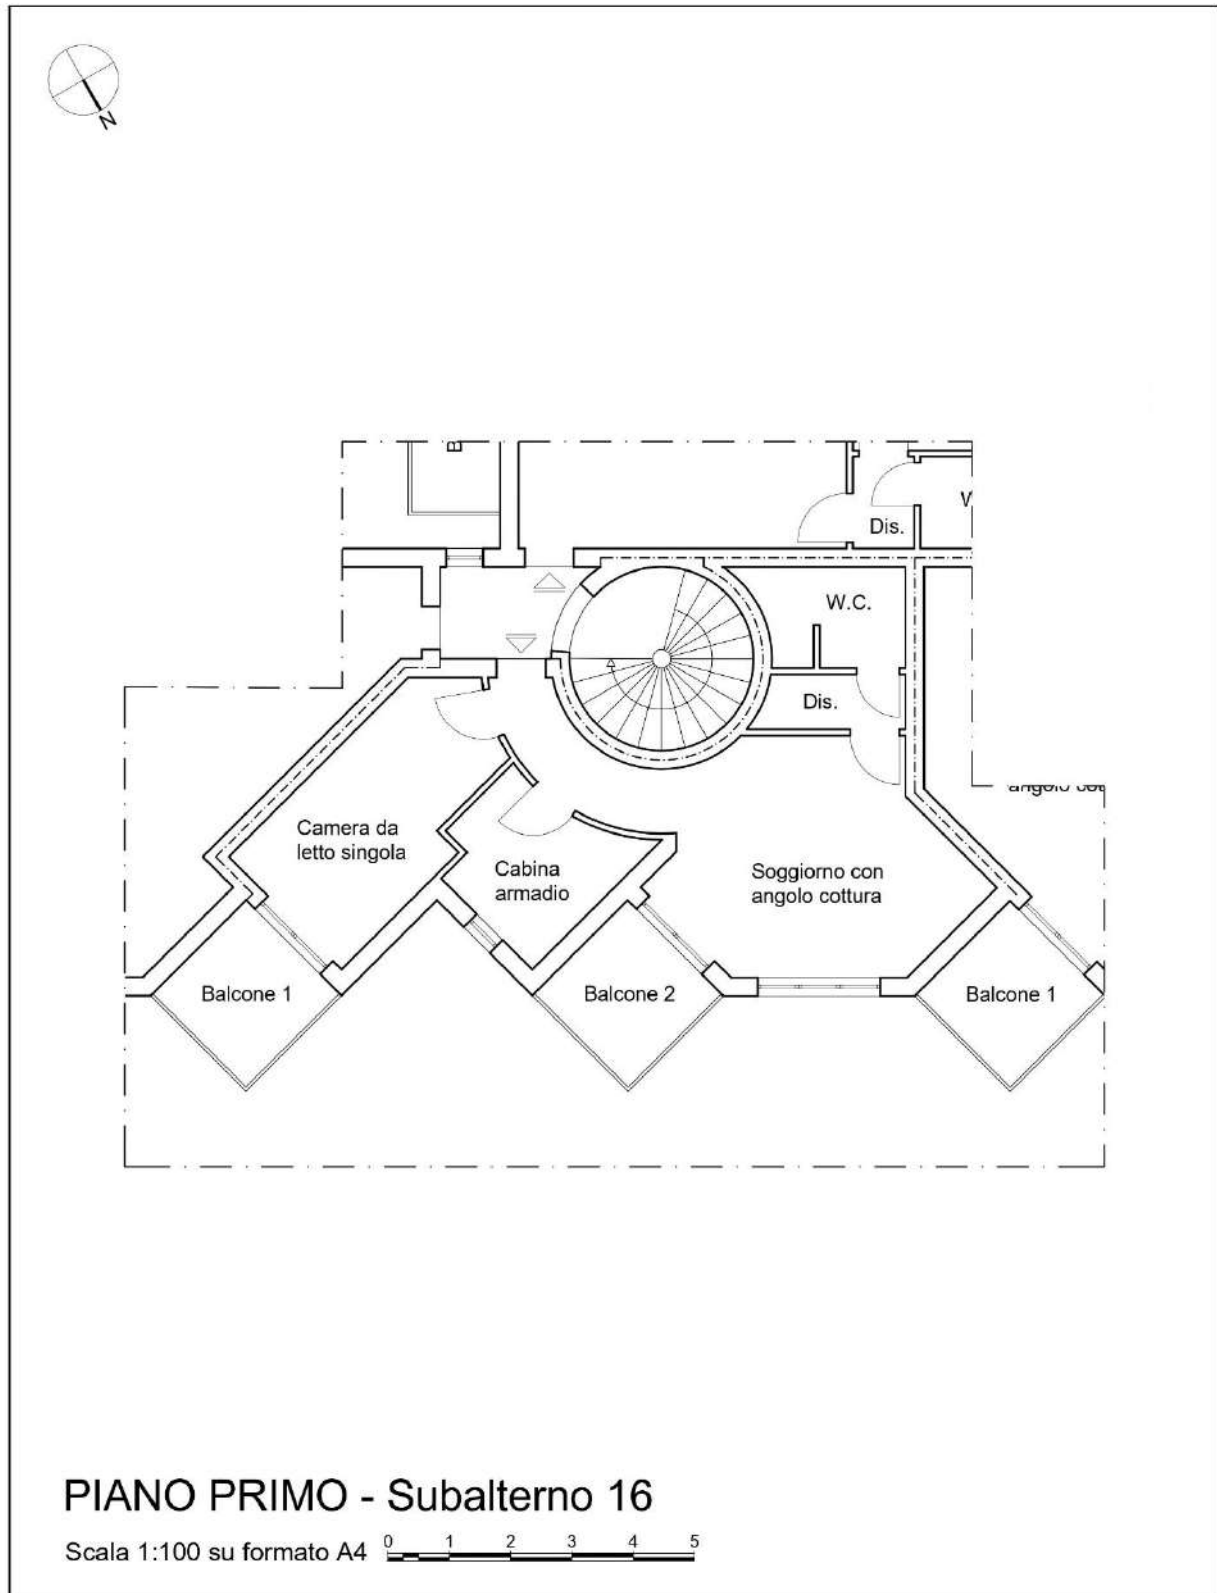 N
Dis.
W.C.
Dis.
Camera da
letto singola
Cabina
armadio
Soggiorno con
angolo cottura
Balcone 1
Balcone 2
Balcone 1
PIANO PRIMO - Subalterno 16
Scala 1:100 su formato A4
0 1 2 3 4 5